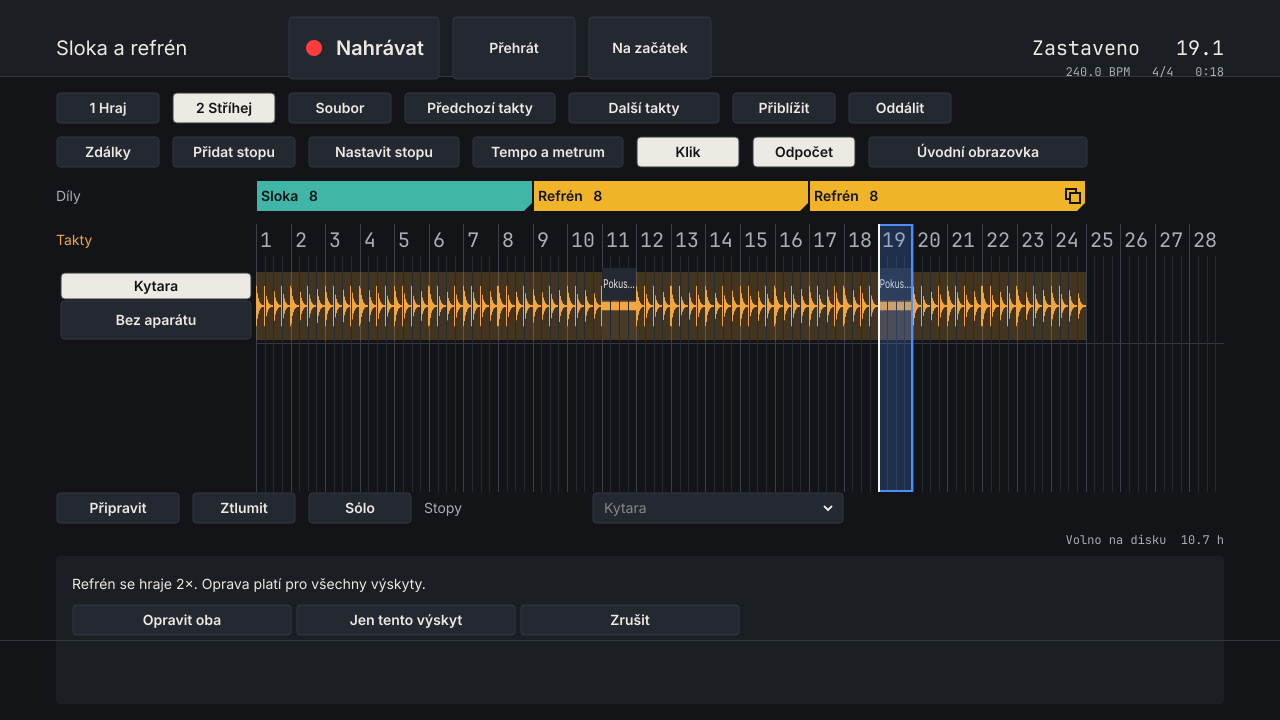 Sloka a refrén
Nahrávat
Přehrát
Na začátek
Zastaveno 19.1
240.0 BPM 4/4 0:18
1 Hraj
2 Stříhej
Soubor
Předchozí takty
Další takty
Přiblížit
Oddálit
Zdálky
Přidat stopu
Nastavit stopu
Tempo a metrum
Klik
Odpočet
Úvodní obrazovka
Díly
Sloka 8
Refrén 8
Refrén 8
Takty
1 2 3 4 5 6 7 8 9 10 11 12 13 14 15 16 17 18 19 20 21 22 23 24 25 26 27 28
Kytara
Pokus...
Pokus...
Bez aparátu
Připravit
Ztlumit
Sólo
Stopy
Kytara
Volno na disku 10.7 h
Refrén se hraje 2×. Oprava platí pro všechny výskyty.
Opravit oba
Jen tento výskyt
Zrušit